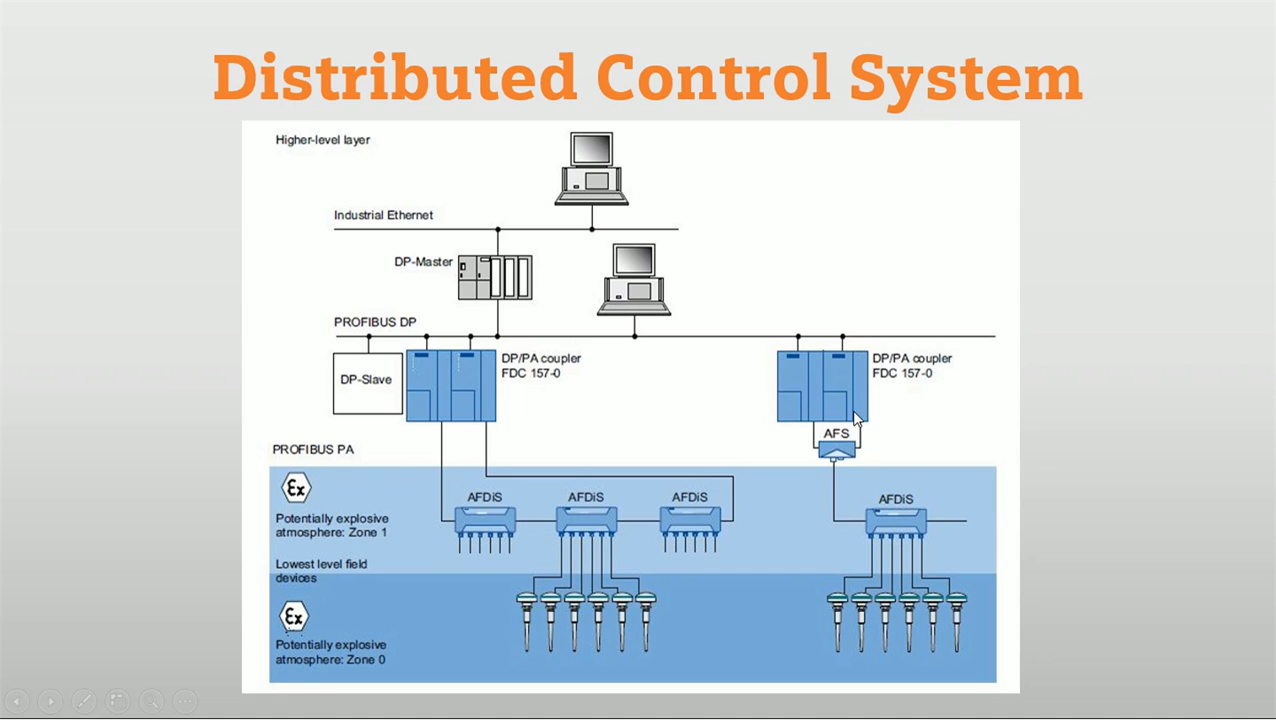 Distributed Control System
Higher-level layer
Industrial Ethernet
DP-Master
PROFIBUS DP
DP-Slave
DP/PA coupler
FDC 157-0
DP/PA coupler
FDC 157-0
AFS
PROFIBUS PA
Ex
AFDiS
AFDiS
AFDiS
AFDiS
Potentially explosive
atmosphere: Zone 1
Lowest level field
devices
Ex
Potentially explosive
atmosphere: Zone 0